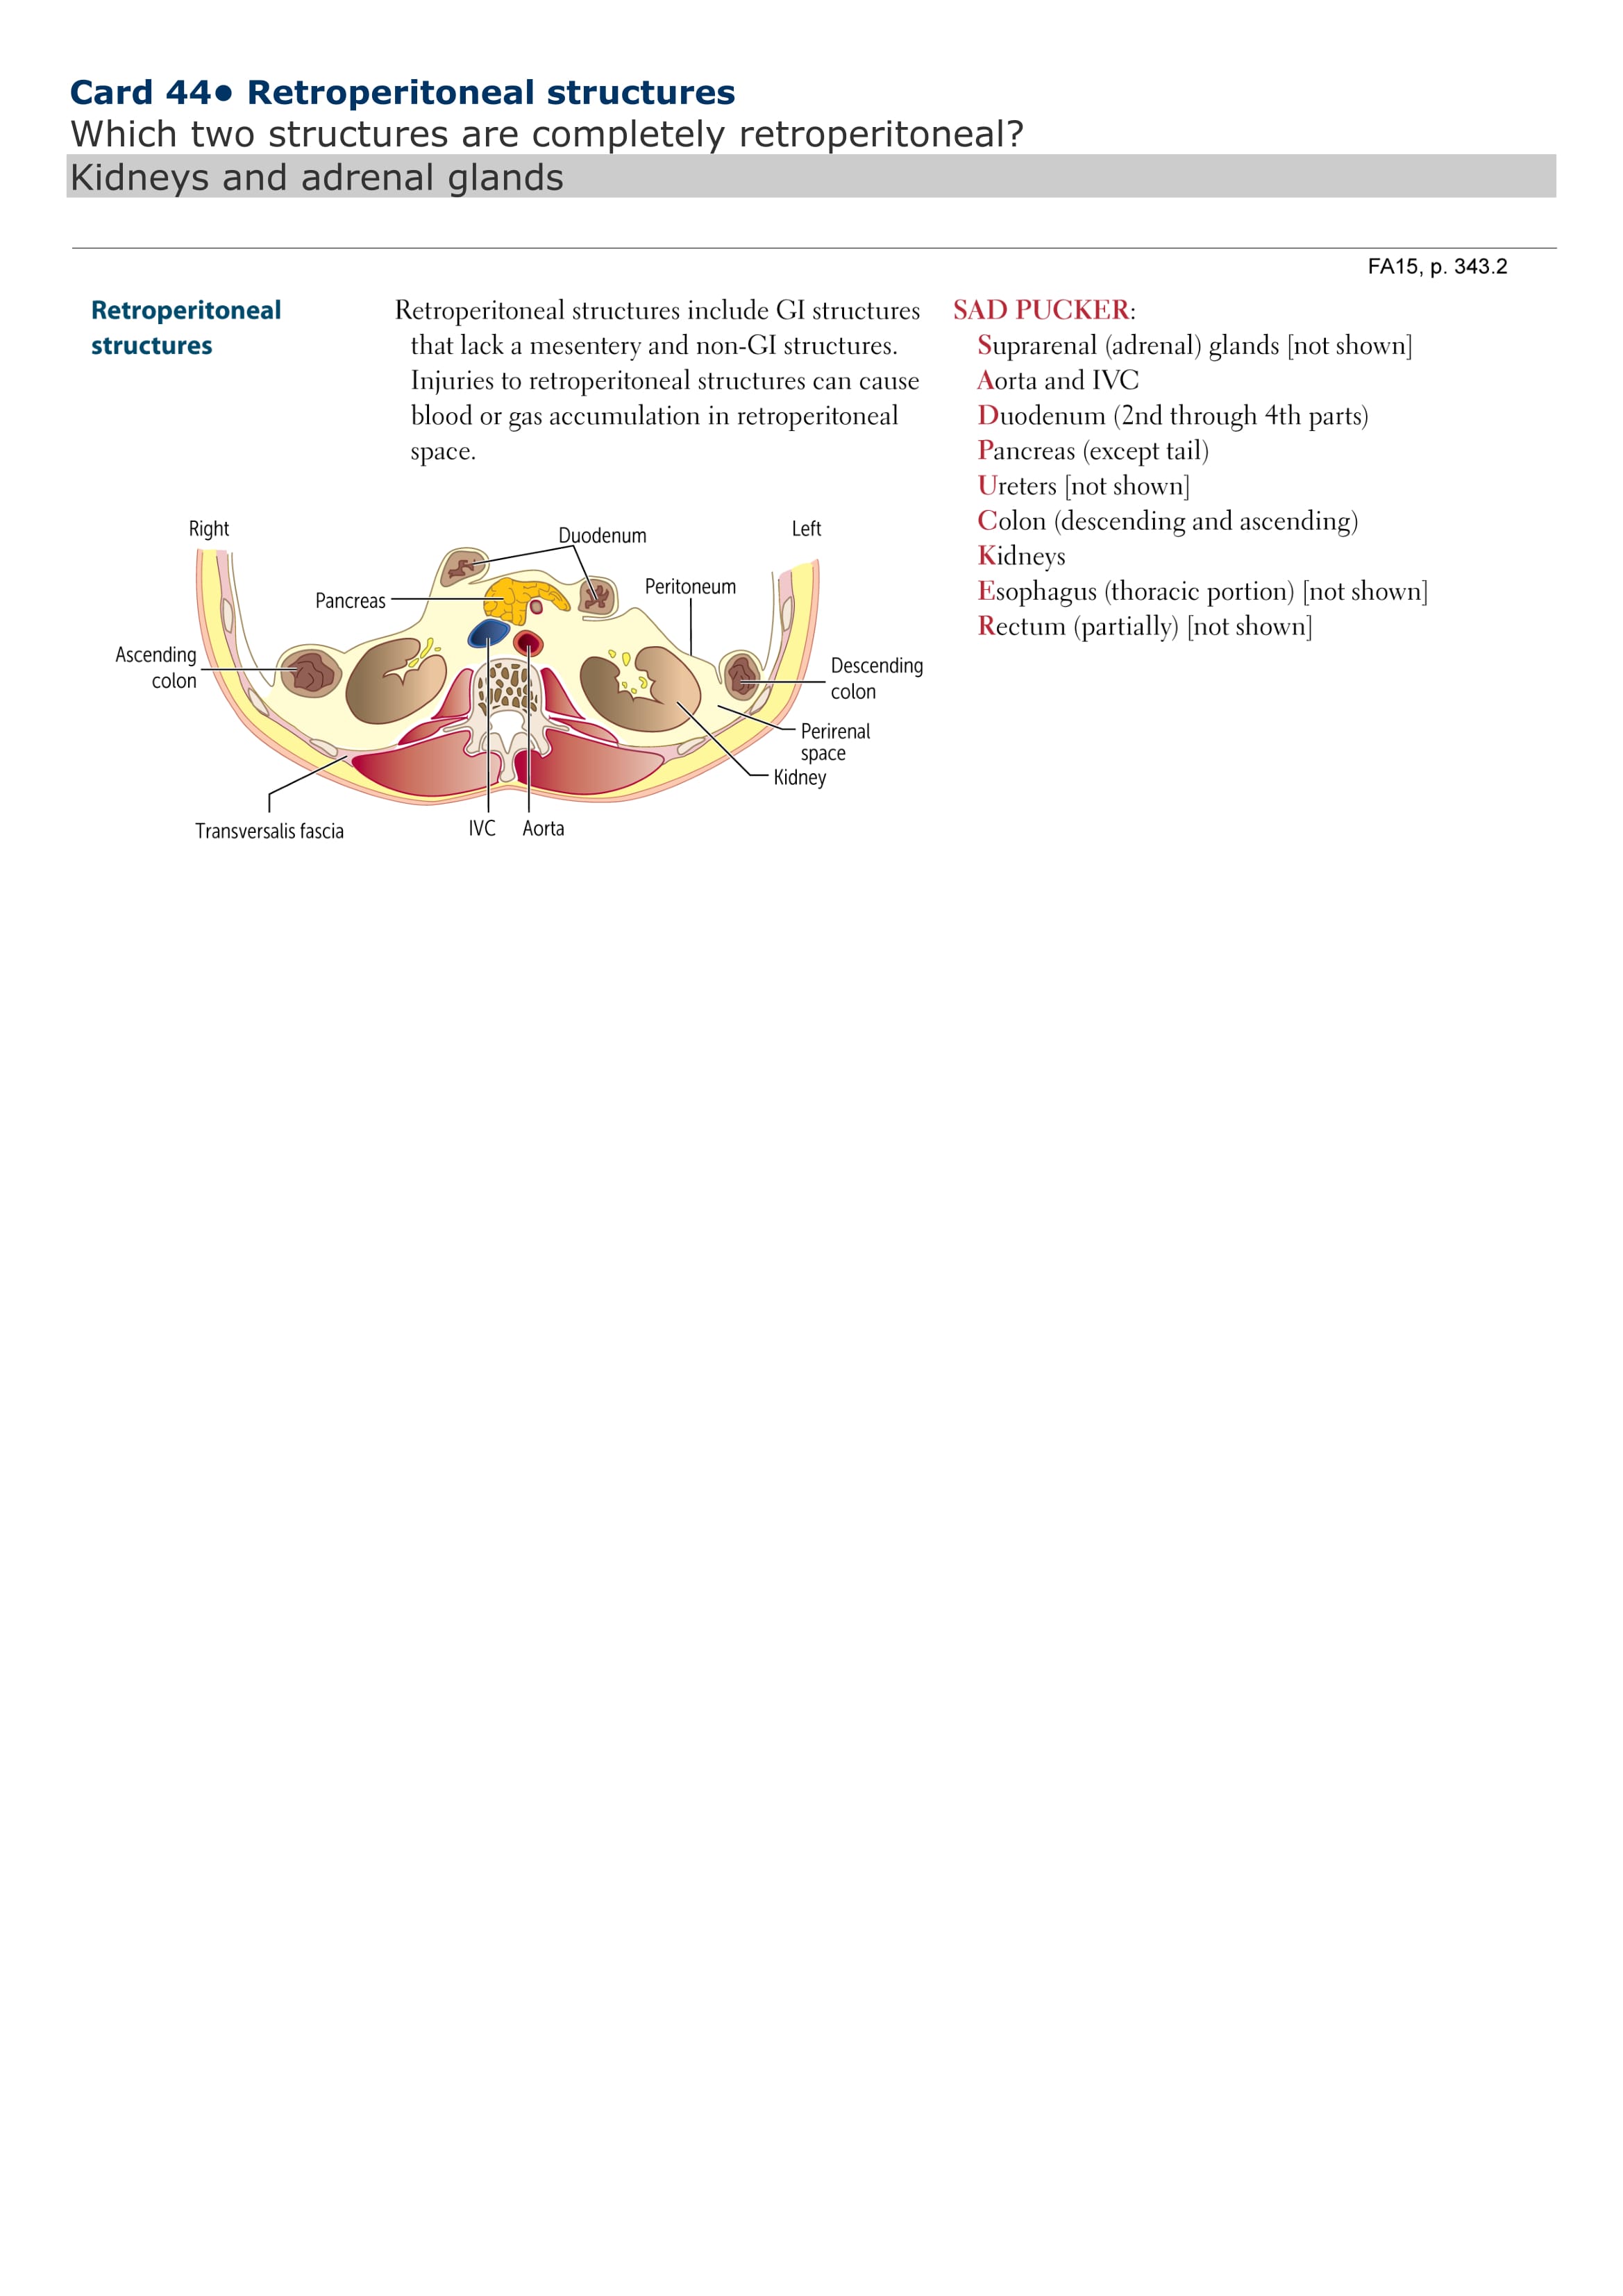 Card 44• Retroperitoneal structures
Which two structures are completely retroperitoneal?
Kidneys and adrenal glands
FA15, p. 343.2
Retroperitoneal
structures
Retroperitoneal structures include GI structures
that lack a mesentery and non-GI structures.
Injuries to retroperitoneal structures can cause
blood or gas accumulation in retroperitoneal
space.
SAD PUCKER:
Suprarenal (adrenal) glands [not shown]
Aorta and IVC
Duodenum (2nd through 4th parts)
Pancreas (except tail)
Ureters [not shown]
Colon (descending and ascending)
Kidneys
Esophagus (thoracic portion) [not shown]
Rectum (partially) [not shown]
Right
Duodenum
Left
Peritoneum
Pancreas
Ascending
colon
Descending
colon
Perirenal
space
Kidney
Transversalis fascia
IVC
Aorta